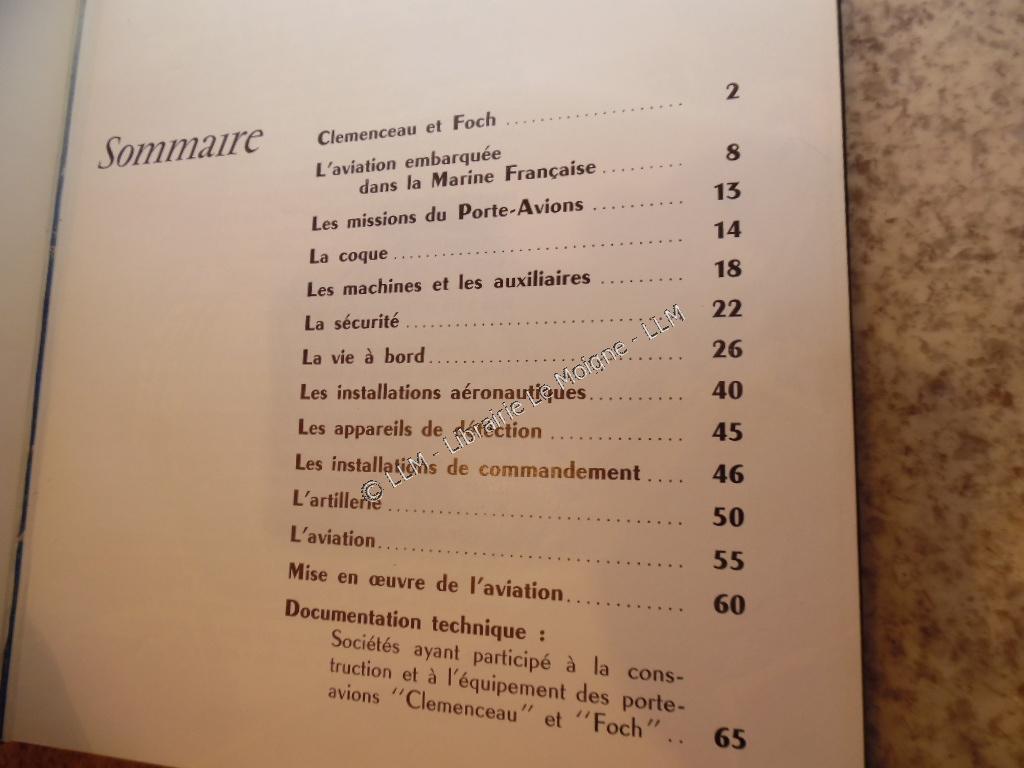 Sommaire
Clemenceau et Foch .................... 2
L'aviation embarquée
dans la Marine Française ......... 8
Les missions du Porte-Avions .......... 13
La coque .............................. 14
Les machines et les auxiliaires ......... 18
La sécurité .............................. 22
La vie à bord ........................... 26
Les installations aéronautiques .......... 40
Les appareils de détection .............. 45
Les installations de commandement .... 46
L'artillerie .............................. 50
L'aviation .............................. 55
Mise en œuvre de l'aviation ............ 60
Documentation technique :
Sociétés ayant participé à la cons-
truction et à l'équipement des porte-
avions "Clemenceau" et "Foch" .. 65
© LLM - Librairie Le Moigne - LLM